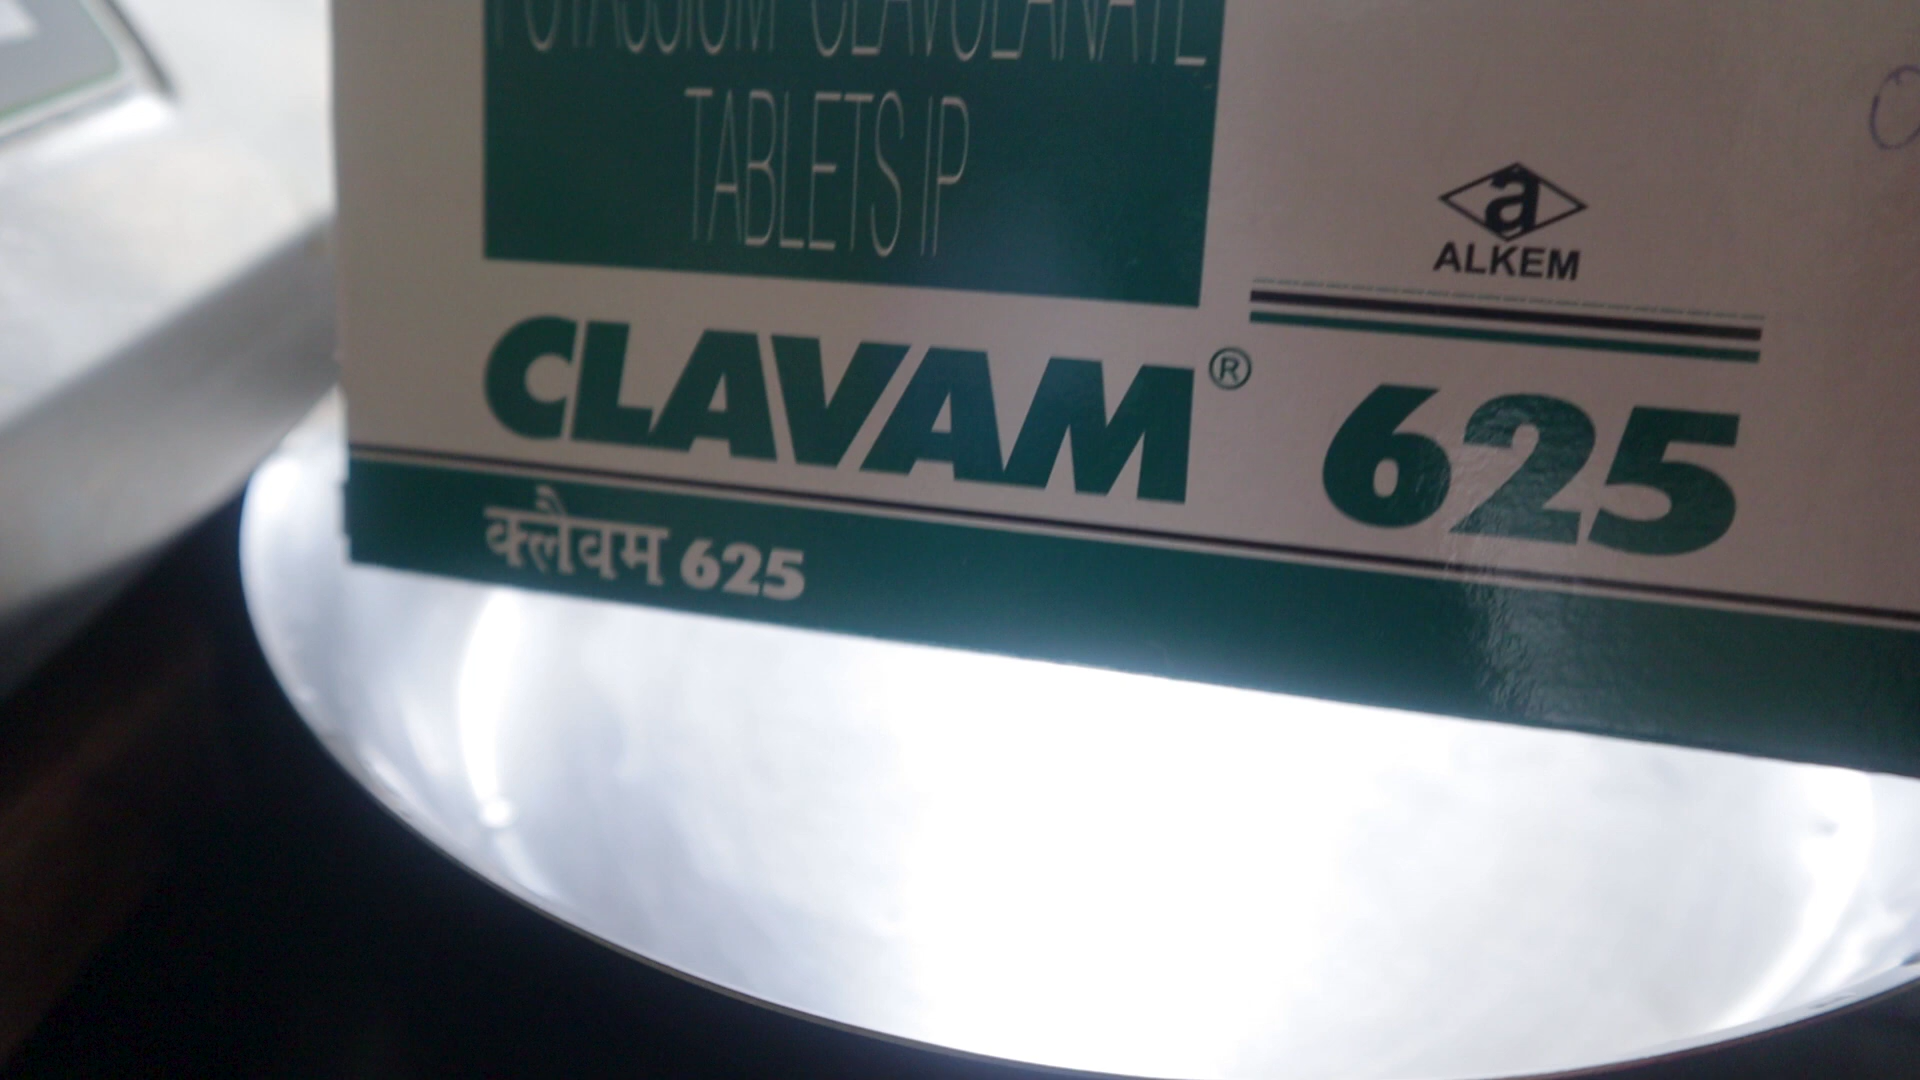 POTASSIUM CLAVULANATE
TABLETS IP
a
ALKEM
CLAVAM® 625
क्लैवम 625